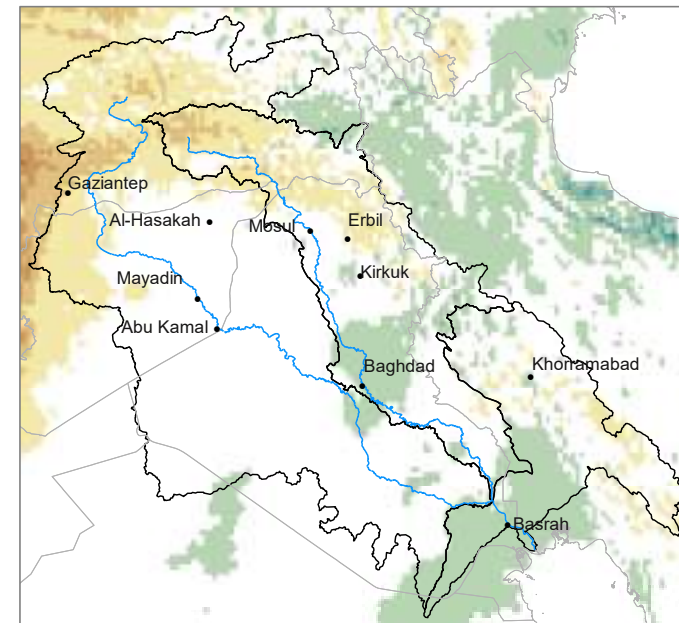 Gaziantep
Al-Hasakah
Mosul
Erbil
Mayadin
Kirkuk
Abu Kamal
Baghdad
Khorramabad
Basrah